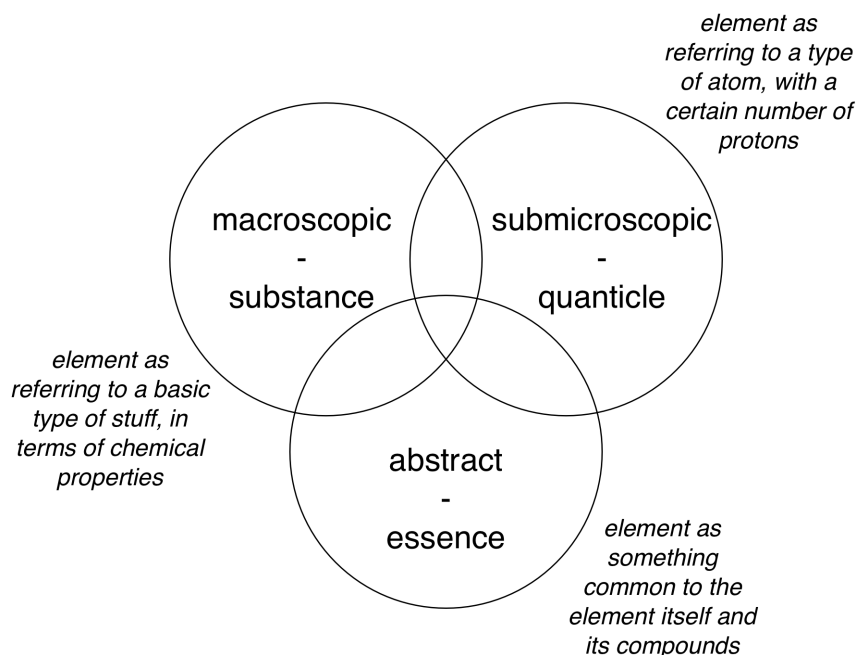 element as
referring to a type
of atom, with a
certain number of
protons
macroscopic
-
substance
submicroscopic
-
quanticle
element as
referring to a basic
type of stuff, in
terms of chemical
properties
abstract
-
essence
element as
something
common to the
element itself and
its compounds